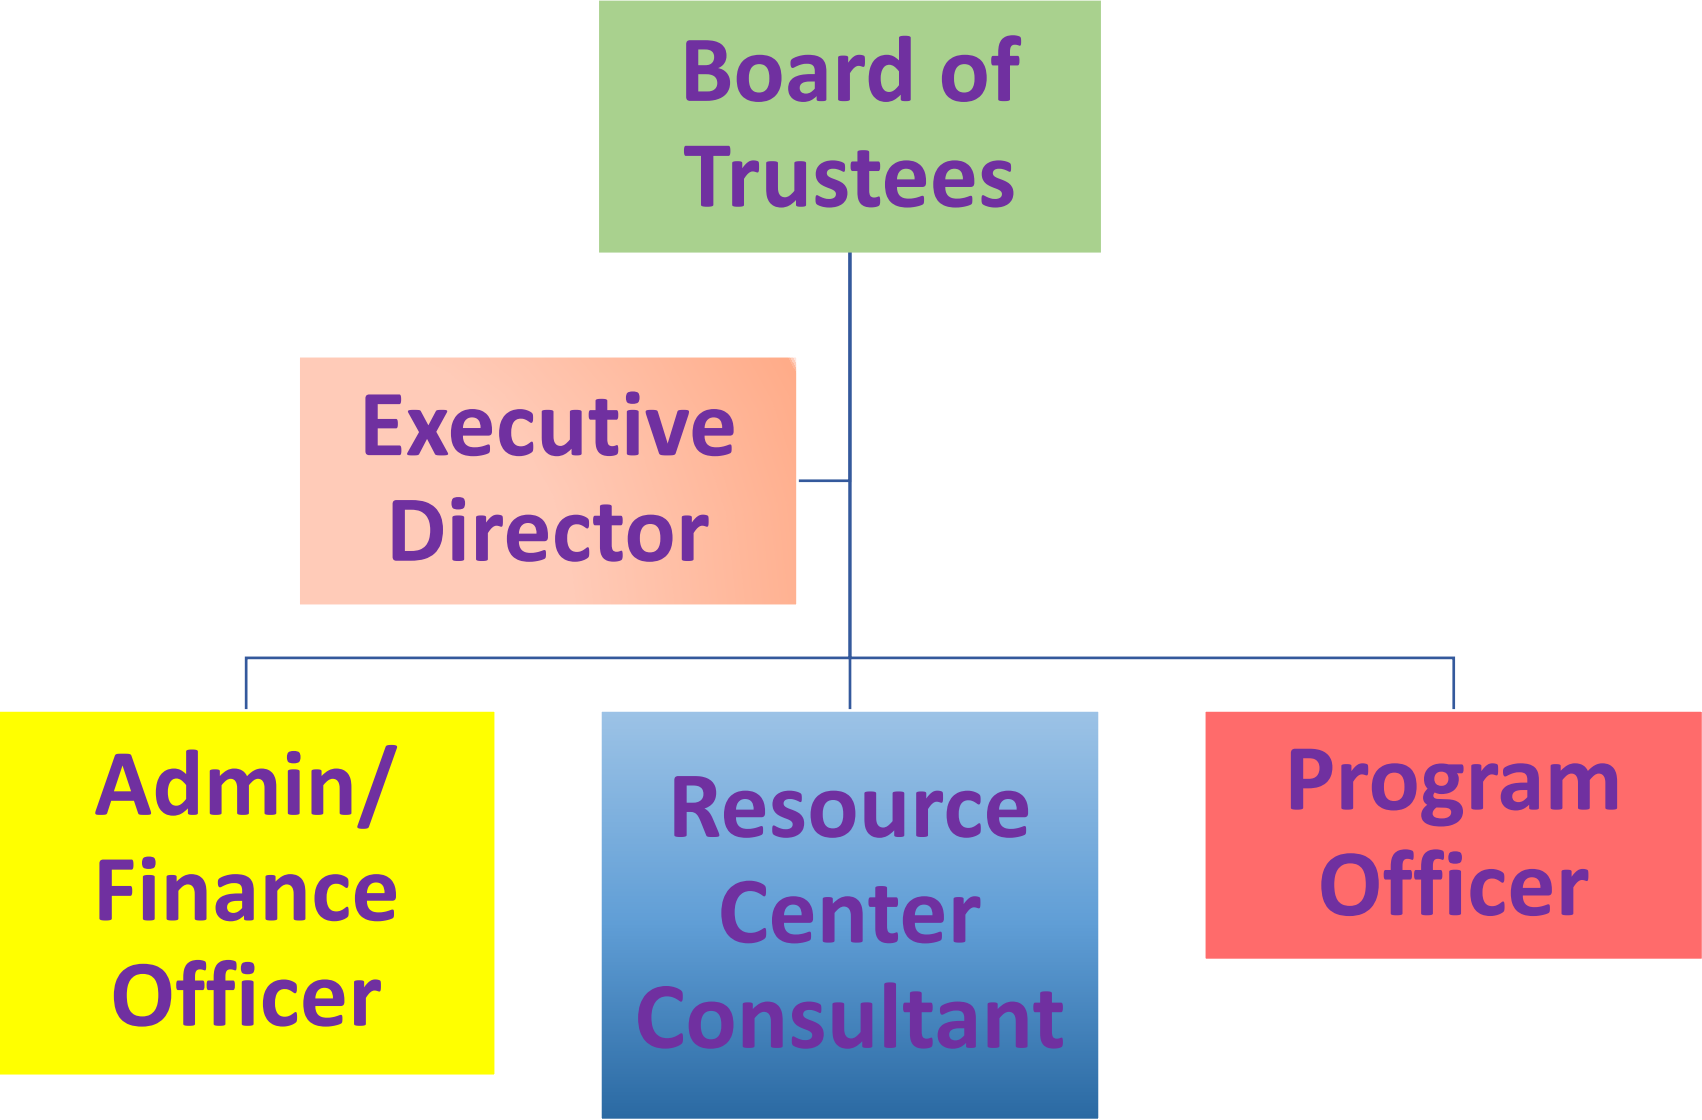 Board of
Trustees
Executive
Director
Admin/
Finance
Officer
Resource
Center
Consultant
Program
Officer